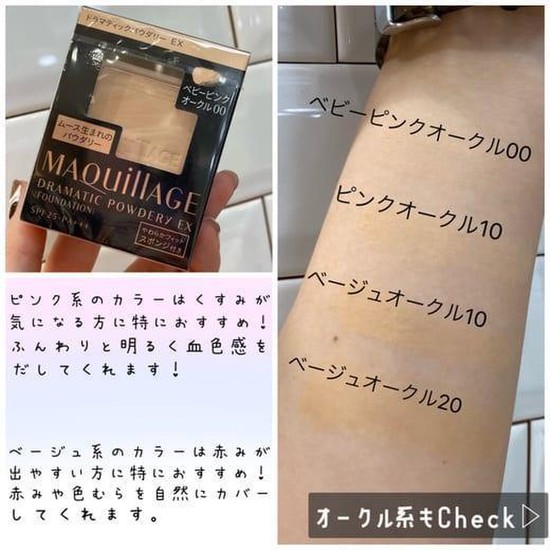 ドラマティックパウダリー EX
ベビーピンク
オークル00
ムース生まれの
パウダリー
MAQuillAGE
DRAMATIC POWDERY EX
(FOUNDATION)
SPF25・PA+++
やわらかフィット
スポンジ付き
ピンク系のカラーはくすみが
気になる方に特におすすめ!
ふんわりと明るく血色感を
だしてくれます!
ベージュ系のカラーは赤みが
出やすい方に特におすすめ!
赤みや色むらを自然にカバー
してくれます。
ベビーピンクオークル00
ピンクオークル10
ベージュオークル10
ベージュオークル20
オークル系もCheck▷